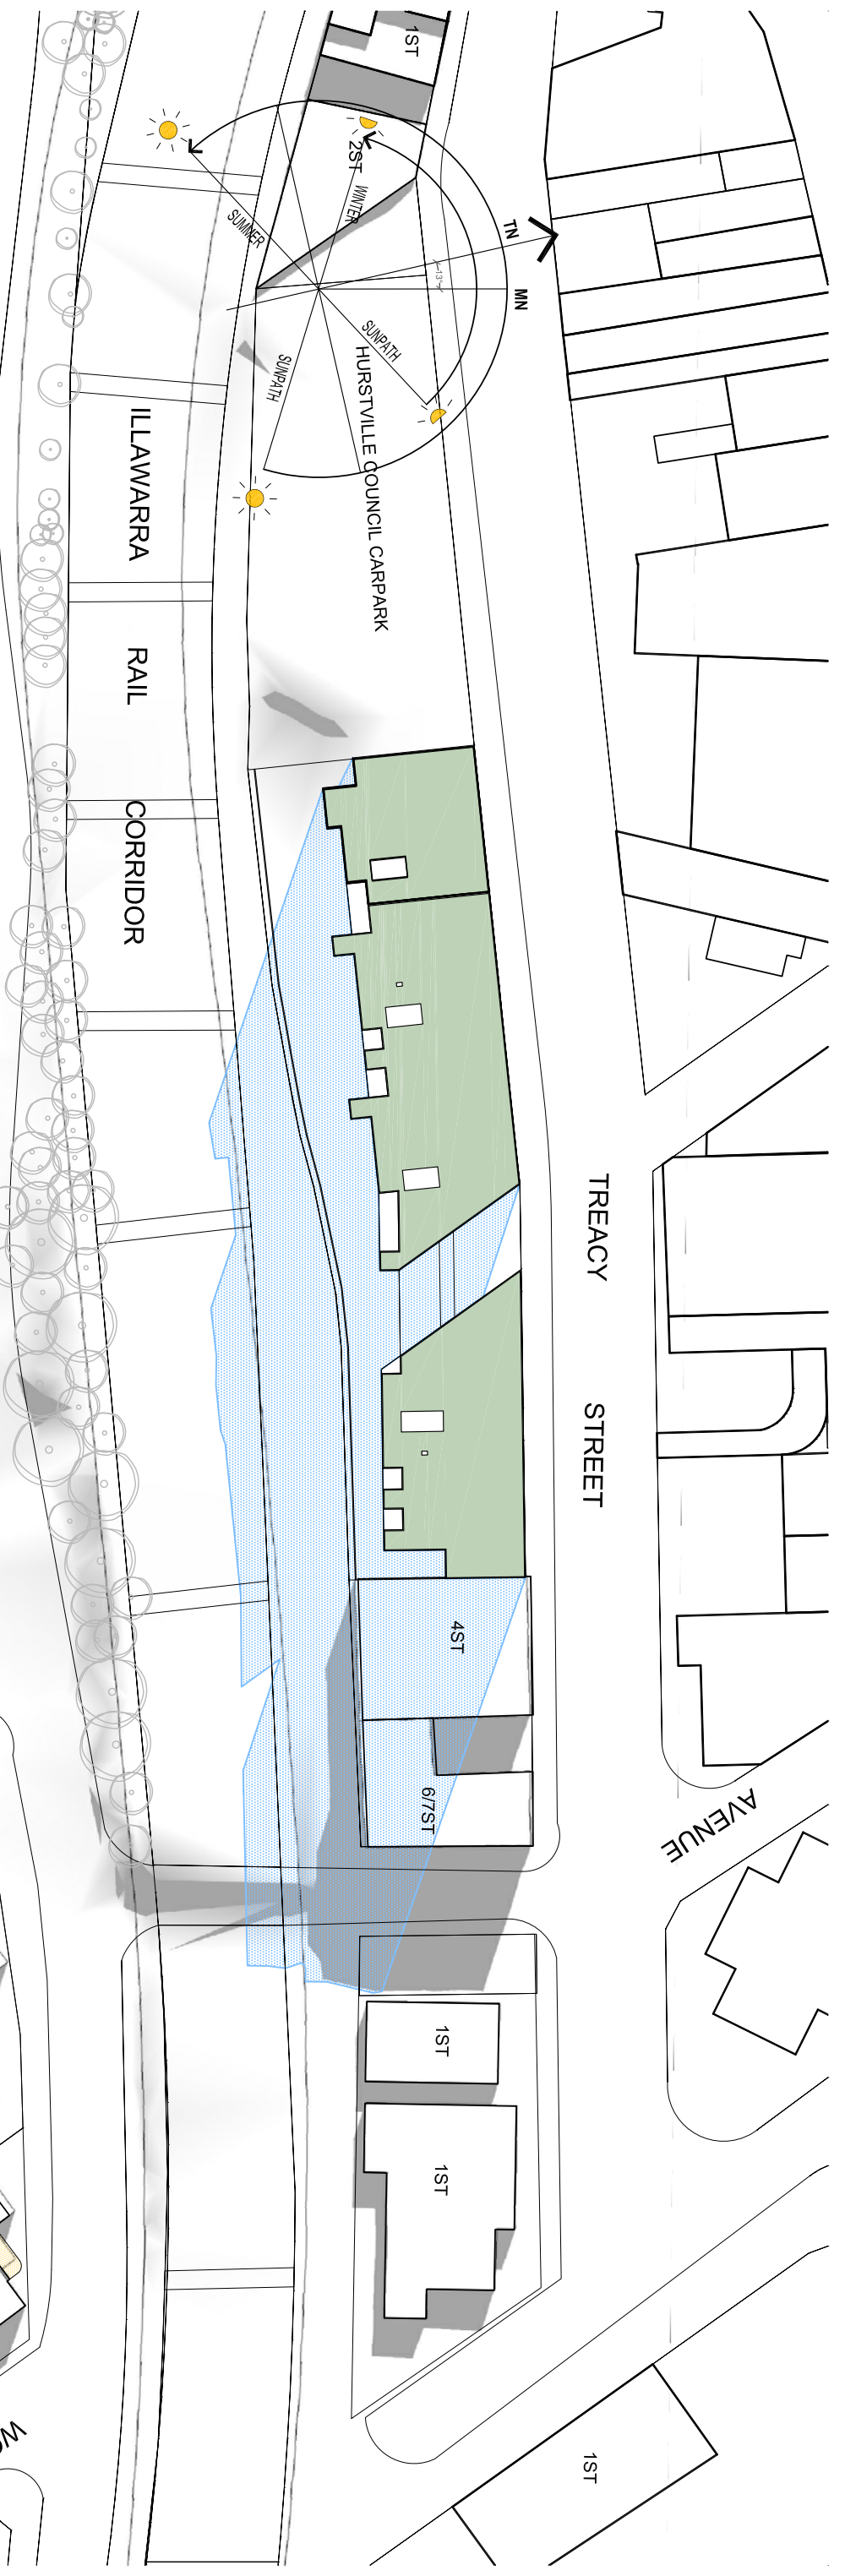 1ST
2ST
WINTER
SUMMER
TN
13°
MN
SUNPATH
SUNPATH
HURSTVILLE COUNCIL CARPARK
ILLAWARRA RAIL CORRIDOR
TREACY STREET
4ST
6/7ST
AVENUE
1ST
1ST
1ST